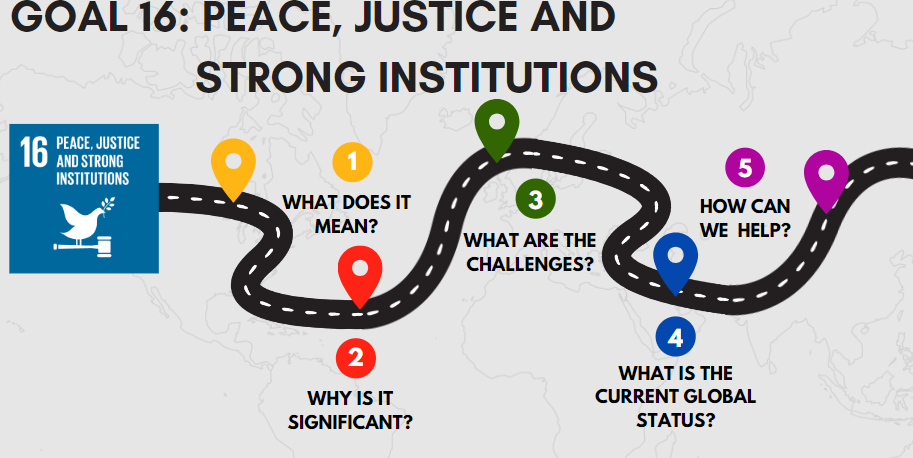 GOAL 16: PEACE, JUSTICE AND
STRONG INSTITUTIONS
16 PEACE, JUSTICE
AND STRONG
INSTITUTIONS
1
WHAT DOES IT
MEAN?
2
WHY IS IT
SIGNIFICANT?
3
WHAT ARE THE
CHALLENGES?
4
WHAT IS THE
CURRENT GLOBAL
STATUS?
5
HOW CAN
WE HELP?